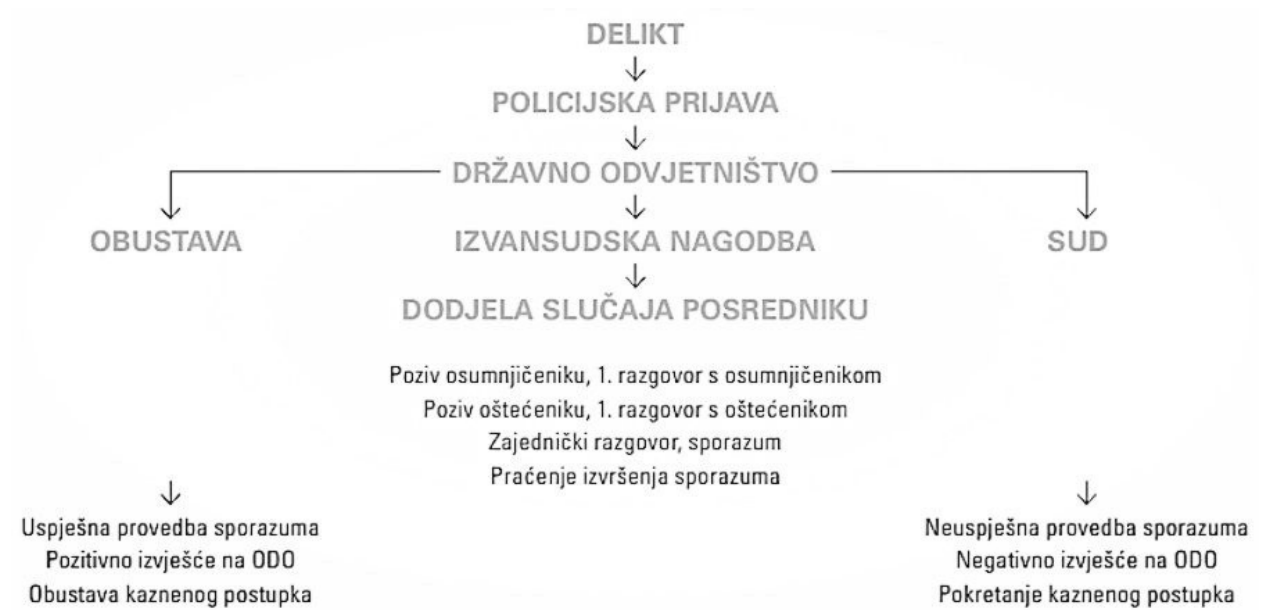 DELIKT
POLICIJSKA PRIJAVA
DRŽAVNO ODVJETNIŠTVO
OBUSTAVA
IZVANSUDSKA NAGODBA
SUD
DODJELA SLUČAJA POSREDNIKU
Poziv osumnjičeniku, 1. razgovor s osumnjičenikom
Poziv oštećeniku, 1. razgovor s oštećenikom
Zajednički razgovor, sporazum
Praćenje izvršenja sporazuma
Uspješna provedba sporazuma
Pozitivno izvješće na ODO
Obustava kaznenog postupka
Neuspješna provedba sporazuma
Negativno izvješće na ODO
Pokretanje kaznenog postupka